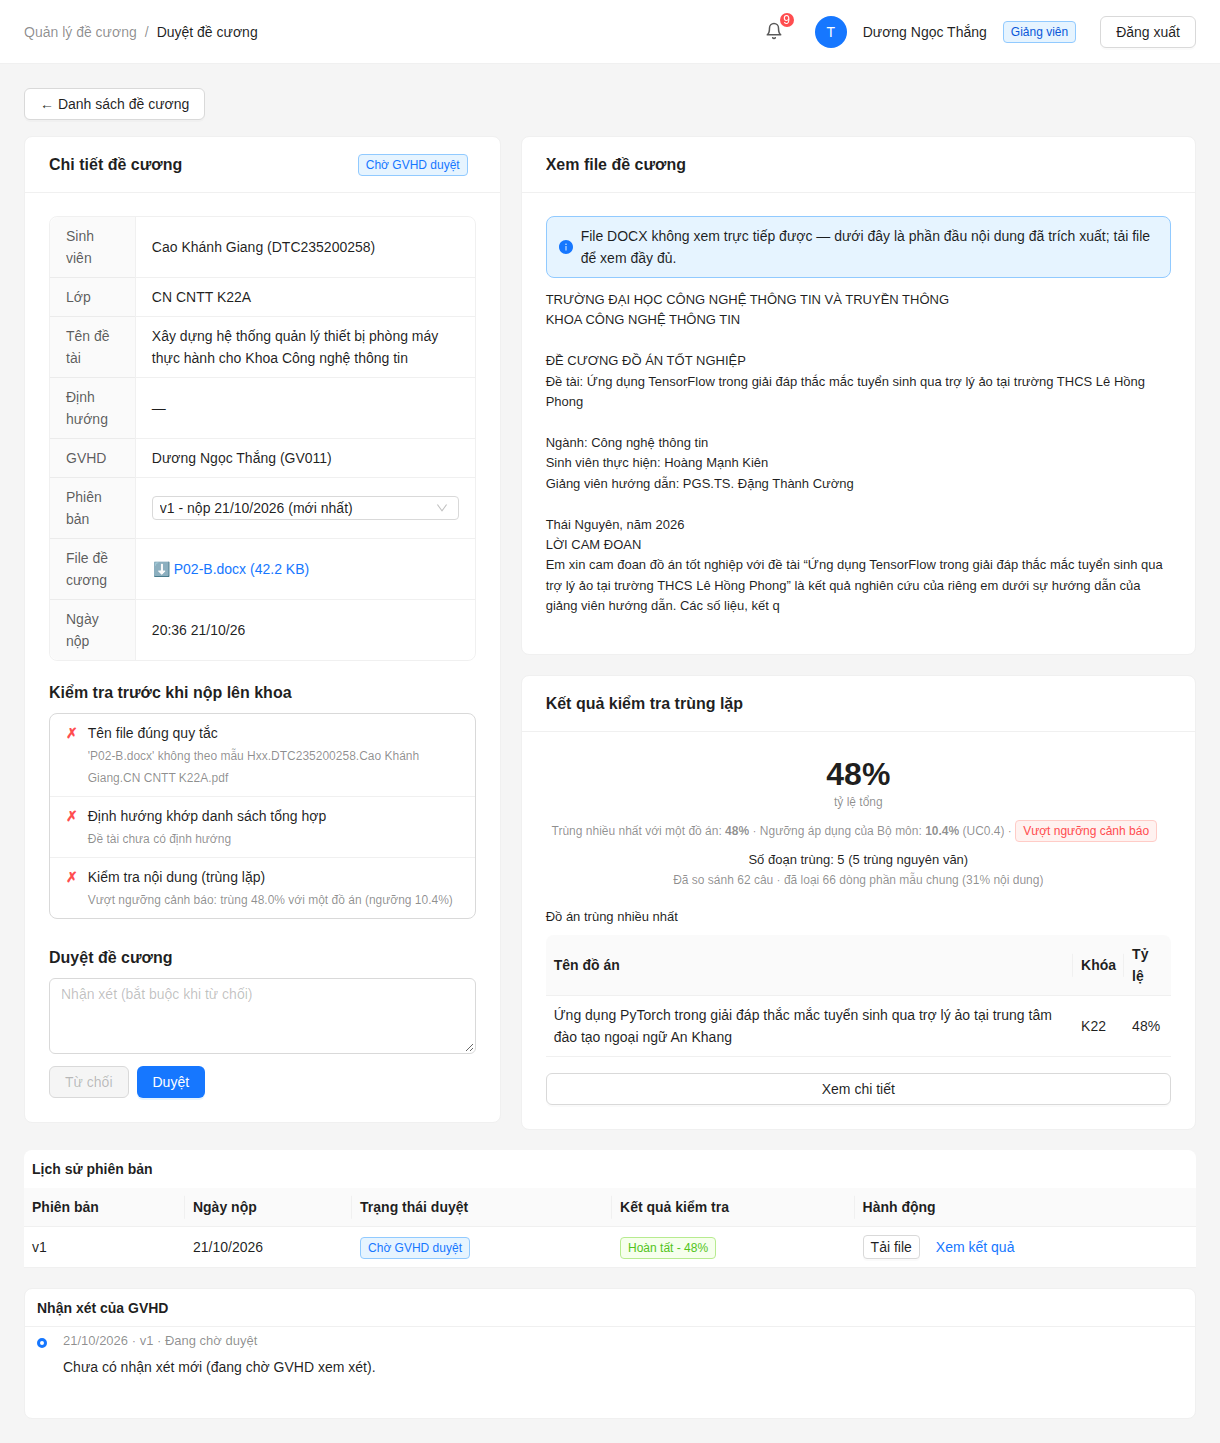 Quản lý đề cương / Duyệt đề cương
9
T
Dương Ngọc Thắng
Giảng viên
Đăng xuất
← Danh sách đề cương
Chi tiết đề cương
Chờ GVHD duyệt
Sinh
viên
Cao Khánh Giang (DTC235200258)
Lớp
CN CNTT K22A
Tên đề
tài
Xây dựng hệ thống quản lý thiết bị phòng máy
thực hành cho Khoa Công nghệ thông tin
Định
hướng
—
GVHD
Dương Ngọc Thắng (GV011)
Phiên
bản
v1 - nộp 21/10/2026 (mới nhất)
File đề
cương
⬇️ P02-B.docx (42.2 KB)
Ngày
nộp
20:36 21/10/26
Kiểm tra trước khi nộp lên khoa
✗ Tên file đúng quy tắc
'P02-B.docx' không theo mẫu Hxx.DTC235200258.Cao Khánh
Giang.CN CNTT K22A.pdf
✗ Định hướng khớp danh sách tổng hợp
Đề tài chưa có định hướng
✗ Kiểm tra nội dung (trùng lặp)
Vượt ngưỡng cảnh báo: trùng 48.0% với một đồ án (ngưỡng 10.4%)
Duyệt đề cương
Nhận xét (bắt buộc khi từ chối)
Từ chối
Duyệt
Xem file đề cương
File DOCX không xem trực tiếp được — dưới đây là phần đầu nội dung đã trích xuất; tải file
để xem đầy đủ.
TRƯỜNG ĐẠI HỌC CÔNG NGHỆ THÔNG TIN VÀ TRUYỀN THÔNG
KHOA CÔNG NGHỆ THÔNG TIN
ĐỀ CƯƠNG ĐỒ ÁN TỐT NGHIỆP
Đề tài: Ứng dụng TensorFlow trong giải đáp thắc mắc tuyển sinh qua trợ lý ảo tại trường THCS Lê Hồng
Phong
Ngành: Công nghệ thông tin
Sinh viên thực hiện: Hoàng Mạnh Kiên
Giảng viên hướng dẫn: PGS.TS. Đặng Thành Cường
Thái Nguyên, năm 2026
LỜI CAM ĐOAN
Em xin cam đoan đồ án tốt nghiệp với đề tài “Ứng dụng TensorFlow trong giải đáp thắc mắc tuyển sinh qua
trợ lý ảo tại trường THCS Lê Hồng Phong” là kết quả nghiên cứu của riêng em dưới sự hướng dẫn của
giảng viên hướng dẫn. Các số liệu, kết q
Kết quả kiểm tra trùng lặp
48%
tỷ lệ tổng
Trùng nhiều nhất với một đồ án: 48% · Ngưỡng áp dụng của Bộ môn: 10.4% (UC0.4) · Vượt ngưỡng cảnh báo
Số đoạn trùng: 5 (5 trùng nguyên văn)
Đã so sánh 62 câu · đã loại 66 dòng phần mẫu chung (31% nội dung)
Đồ án trùng nhiều nhất
Tên đồ án
Khóa
Tỷ
lệ
Ứng dụng PyTorch trong giải đáp thắc mắc tuyển sinh qua trợ lý ảo tại trung tâm
đào tạo ngoại ngữ An Khang
K22
48%
Xem chi tiết
Lịch sử phiên bản
Phiên bản
Ngày nộp
Trạng thái duyệt
Kết quả kiểm tra
Hành động
v1
21/10/2026
Chờ GVHD duyệt
Hoàn tất - 48%
Tải file
Xem kết quả
Nhận xét của GVHD
21/10/2026 · v1 · Đang chờ duyệt
Chưa có nhận xét mới (đang chờ GVHD xem xét).